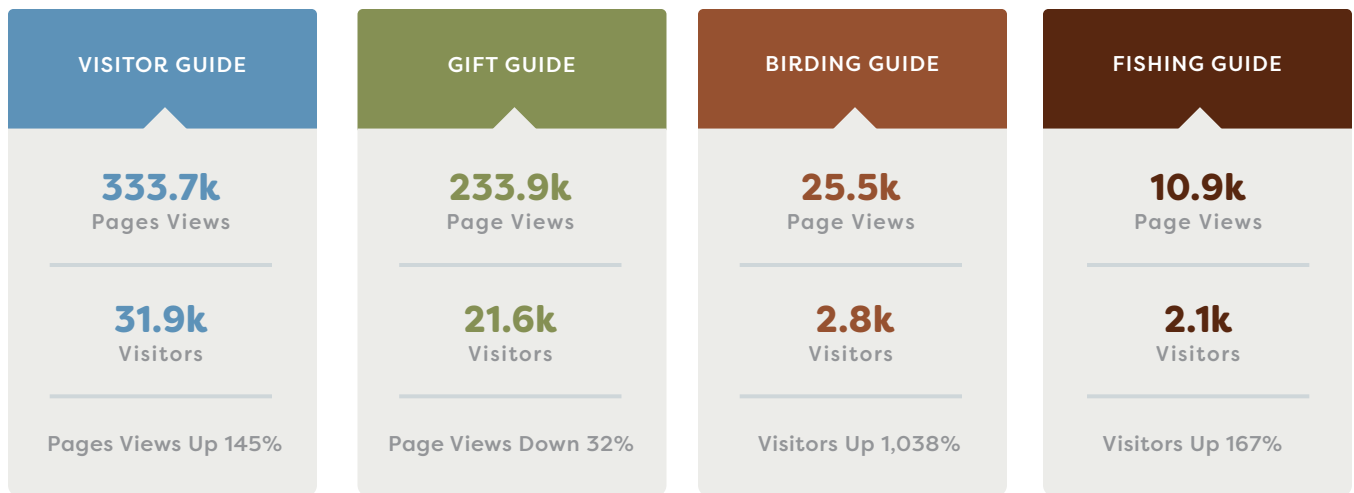 VISITOR GUIDE
333.7k
Pages Views
31.9k
Visitors
Pages Views Up 145%
GIFT GUIDE
233.9k
Page Views
21.6k
Visitors
Page Views Down 32%
BIRDING GUIDE
25.5k
Page Views
2.8k
Visitors
Visitors Up 1,038%
FISHING GUIDE
10.9k
Page Views
2.1k
Visitors
Visitors Up 167%